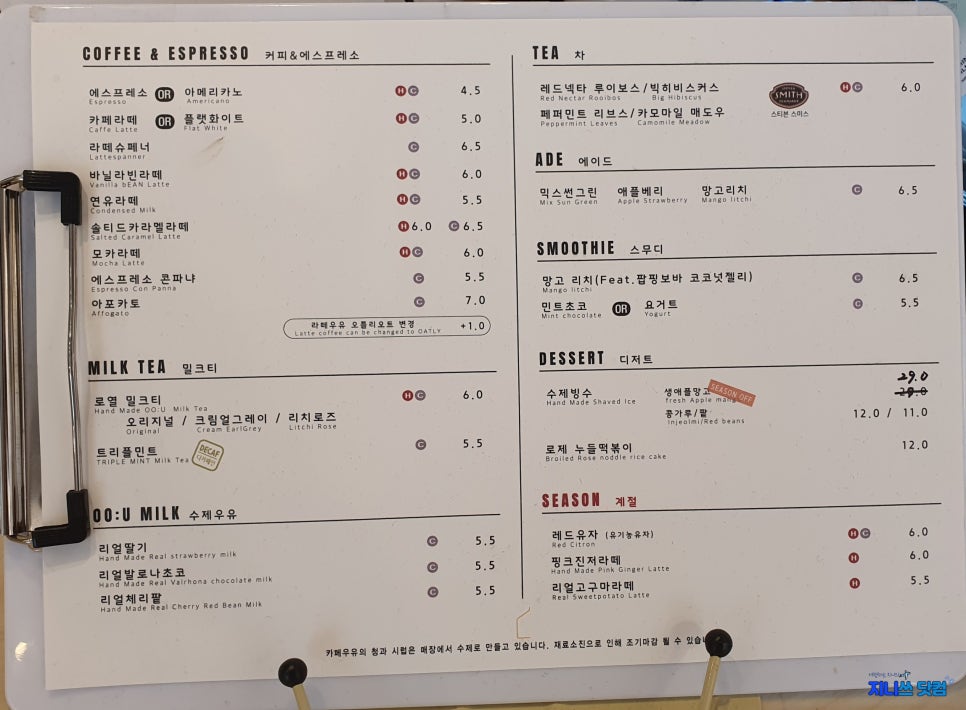 COFFEE & ESPRESSO 커피&에스프레소
에스프레소 OR 아메리카노 H C 4.5
Espresso Americano
카페라떼 OR 플랫화이트 H C 5.0
Caffe Latte Flat White
라떼슈페너 C 6.5
Lattespanner
바닐라빈라떼 H C 6.0
Vanilla bEAN Latte
연유라떼 H C 5.5
Condensed Milk
솔티드카라멜라떼 H 6.0 C 6.5
Salted Caramel Latte
모카라떼 H C 6.0
Mocha Latte
에스프레소 콘파냐 C 5.5
Espresso Con Panna
아포카토 C 7.0
Affogato
라떼우유 오틀리오트 변경 +1.0
Latte coffee can be changed to OATLY
MILK TEA 밀크티
로열 밀크티 H C 6.0
Hand Made OO:U Milk Tea
오리지널 / 크림얼그레이 / 리치로즈
Original Cream EarlGrey Litchi Rose
트리플민트 C 5.5
TRIPLE MINT Milk Tea
DECAF
디카페인
OO:U MILK 수제우유
리얼딸기 C 5.5
Hand Made Real strawberry milk
리얼발로나초코 C 5.5
Hand Made Real Valrhona chocolate milk
리얼체리팥 C 5.5
Hand Made Real Cherry Red Bean Milk
TEA 차
레드넥타 루이보스/빅히비스커스 H C 6.0
Red Nectar Rooibos Big Hibiscus
페퍼민트 리브스/카모마일 매도우
Peppermint Leaves Camomile Meadow
SMITH
스티븐 스미스
ADE 에이드
믹스썬그린 애플베리 망고리치 C 6.5
Mix Sun Green Apple Strawberry Mango litchi
SMOOTHIE 스무디
망고 리치(Feat.팝핑보바 코코넛젤리) C 6.5
Mango litchi
민트초코 OR 요거트 C 5.5
Mint chocolate Yogurt
DESSERT 디저트
29.0
수제빙수 생애플망고
Hand Made Shaved Ice fresh Apple
SEASON OFF
콩가루/팥 12.0 / 11.0
Injeolmi/Red beans
로제 누들떡볶이 12.0
Broiled Rose noddle rice cake
SEASON 계절
레드유자 (유기농유자) H C 6.0
Red Citron
핑크진저라떼 H 6.0
Hand Made Pink Ginger Latte
리얼고구마라떼 H 5.5
Real Sweetpotato Latte
카페우유의 청과 시럽은 매장에서 수제로 만들고 있습니다. 재료소진으로 인해 조기마감 될 수 있습니
지니쓰 닷컴